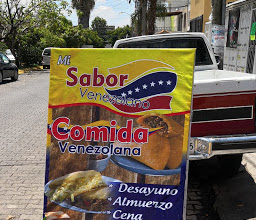 MI
Sabor
Venezolano
Comida
Venezolana
Desayuno
Almuerzo
Cena